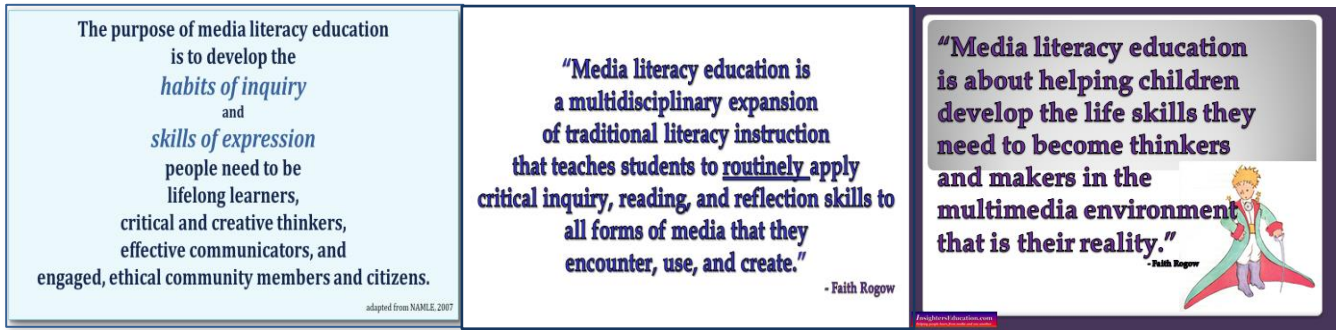 The purpose of media literacy education
is to develop the
habits of inquiry
and
skills of expression
people need to be
lifelong learners,
critical and creative thinkers,
effective communicators, and
engaged, ethical community members and citizens.
adapted from NAMLE, 2007
“Media literacy education is
a multidisciplinary expansion
of traditional literacy instruction
that teaches students to routinely apply
critical inquiry, reading, and reflection skills to
all forms of media that they
encounter, use, and create.”
- Faith Rogow
“Media literacy education
is about helping children
develop the life skills they
need to become thinkers
and makers in the
multimedia environment
that is their reality.”
- Faith Rogow
InsightersEducation.com